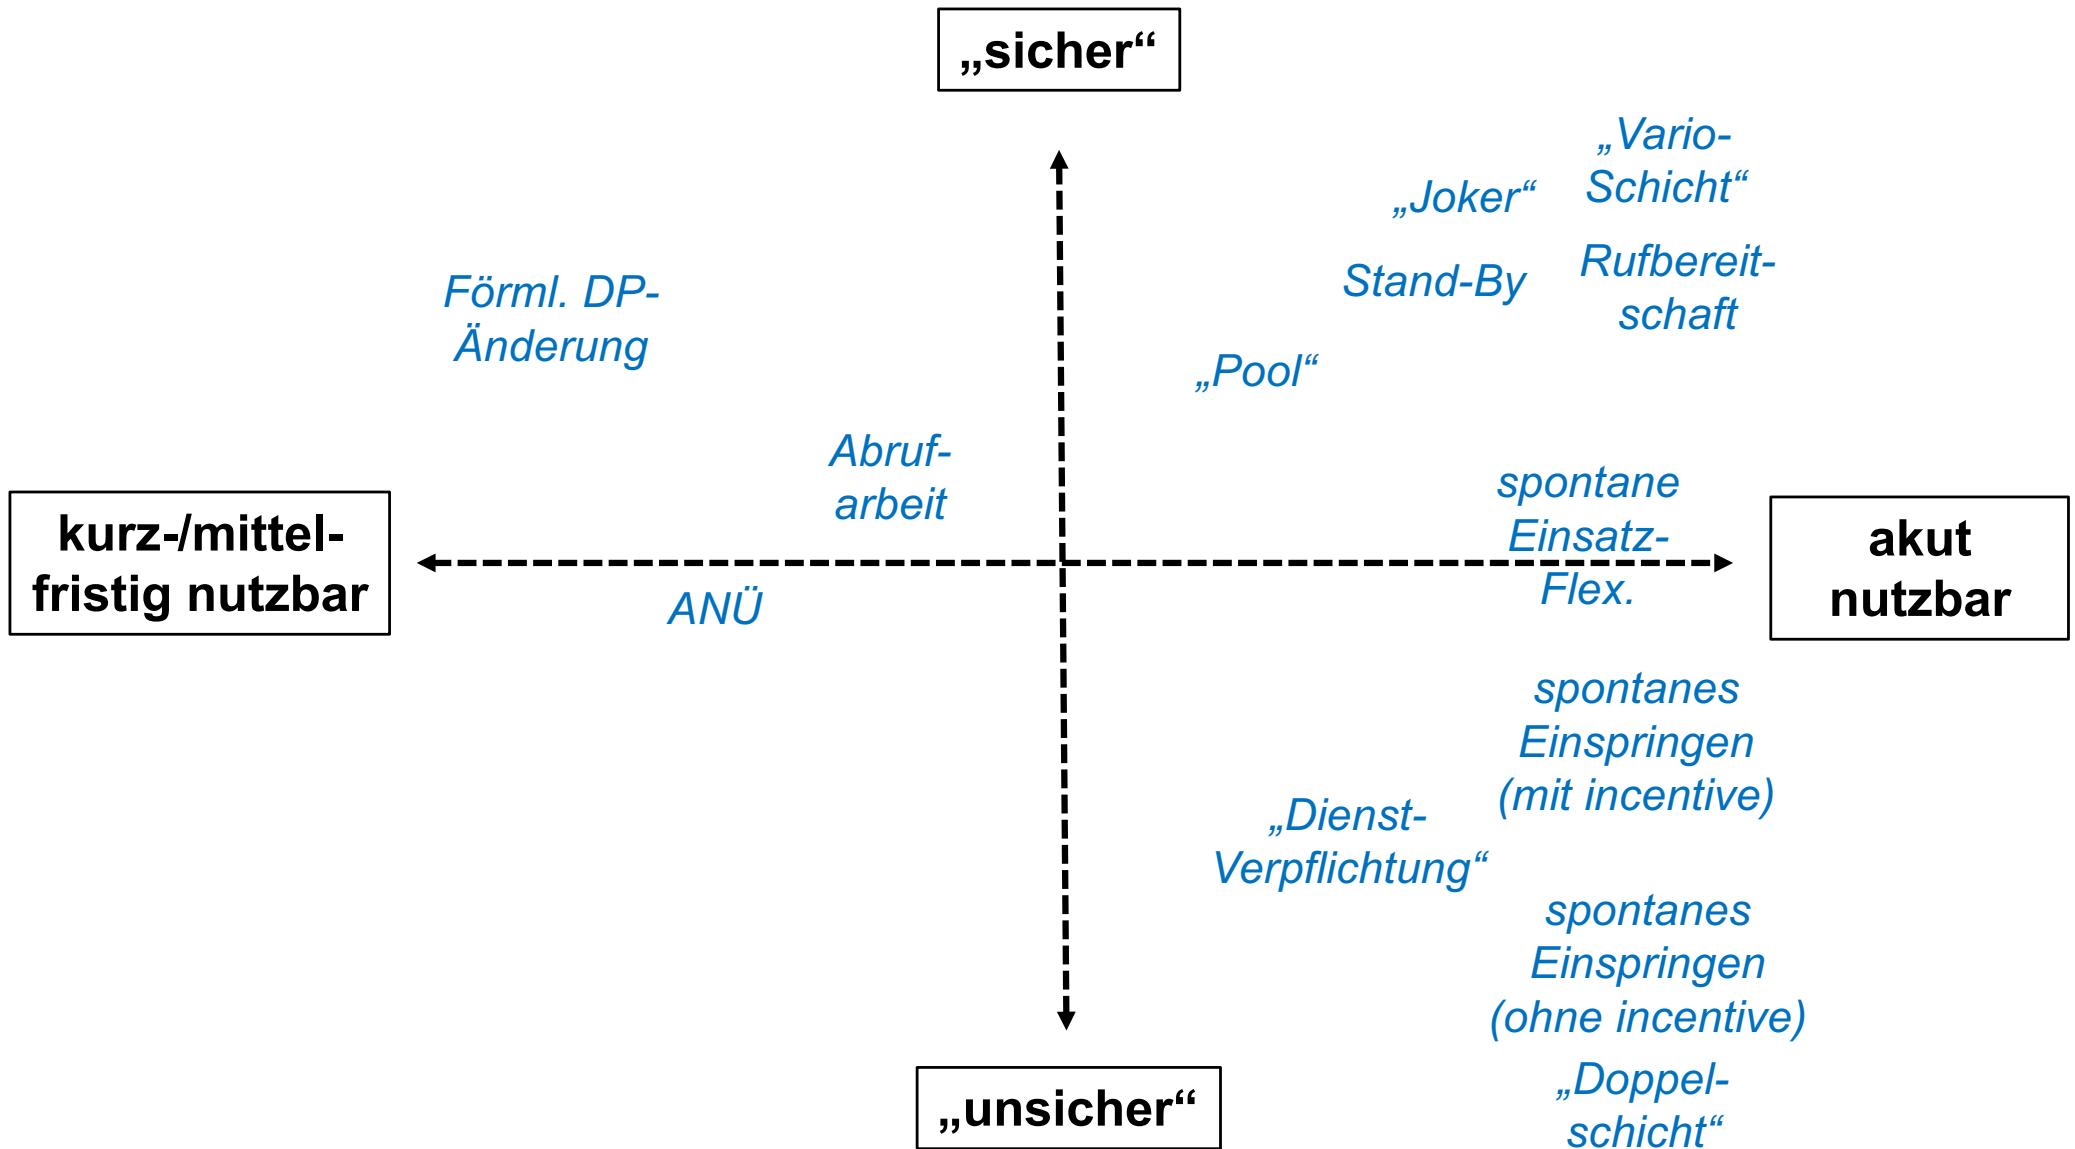 „sicher“
„Vario-
Schicht“
„Joker“
Rufbereit-
schaft
Stand-By
Förml. DP-
Änderung
„Pool“
Abruf-
arbeit
spontane
Einsatz-
Flex.
kurz-/mittel-
fristig nutzbar
akut
nutzbar
ANÜ
spontanes
Einspringen
(mit incentive)
„Dienst-
Verpflichtung“
spontanes
Einspringen
(ohne incentive)
„Doppel-
schicht“
„unsicher“